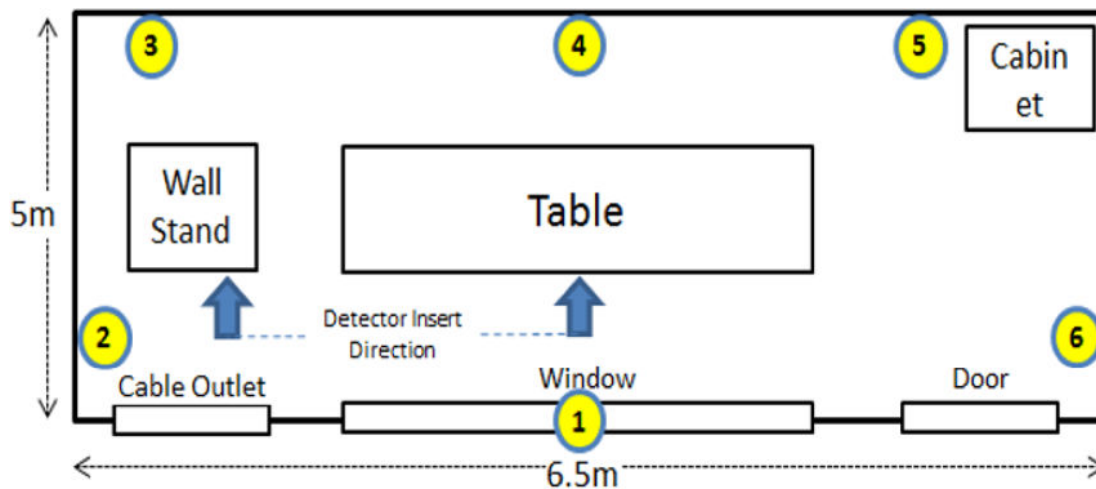 3
4
5
Cabin
et
Wall
Stand
Table
5m
2
Detector Insert
Direction
6
Cable Outlet
Window
Door
1
6.5m